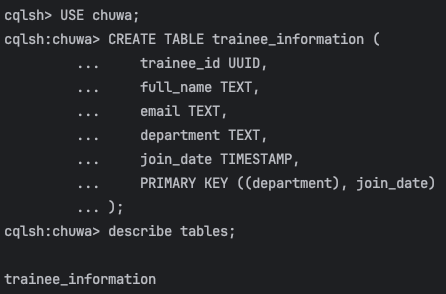 cqlsh> USE chuwa;
cqlsh:chuwa> CREATE TABLE trainee_information (
         ...     trainee_id UUID,
         ...     full_name TEXT,
         ...     email TEXT,
         ...     department TEXT,
         ...     join_date TIMESTAMP,
         ...     PRIMARY KEY ((department), join_date)
         ... );
cqlsh:chuwa> describe tables;

trainee_information